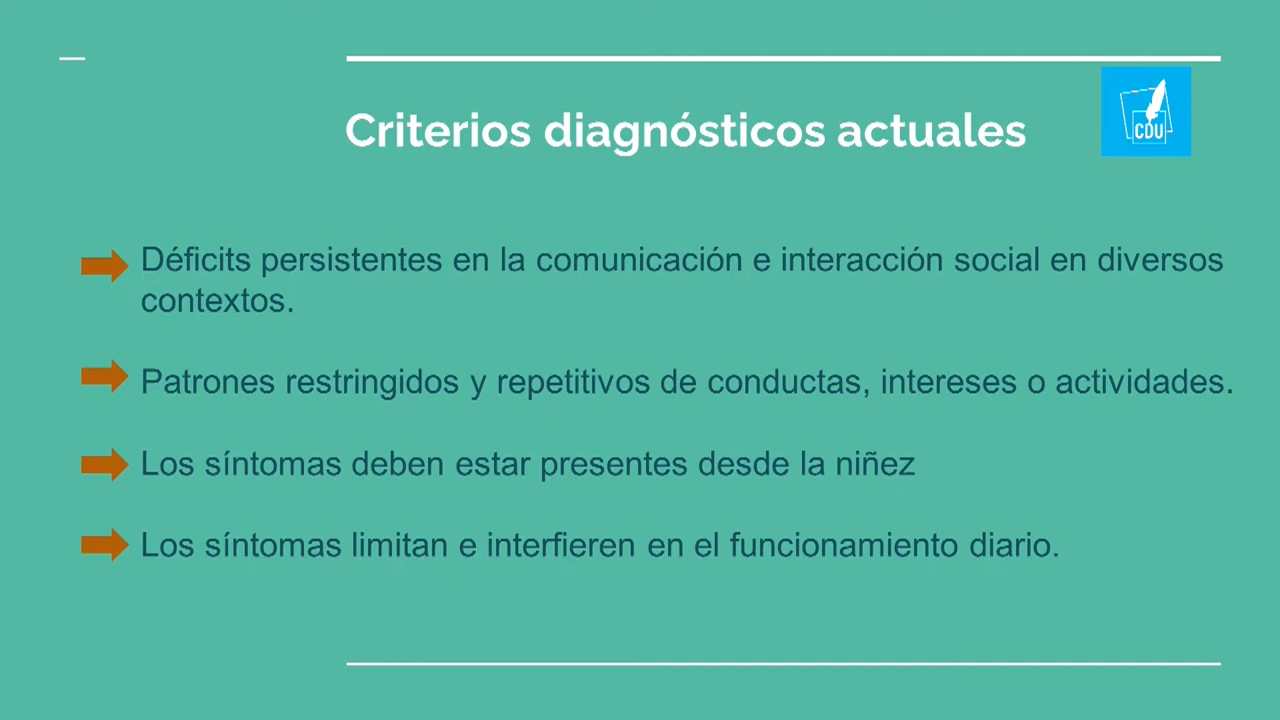 Criterios diagnósticos actuales
CDU
Déficits persistentes en la comunicación e interacción social en diversos
contextos.
Patrones restringidos y repetitivos de conductas, intereses o actividades.
Los síntomas deben estar presentes desde la niñez
Los síntomas limitan e interfieren en el funcionamiento diario.